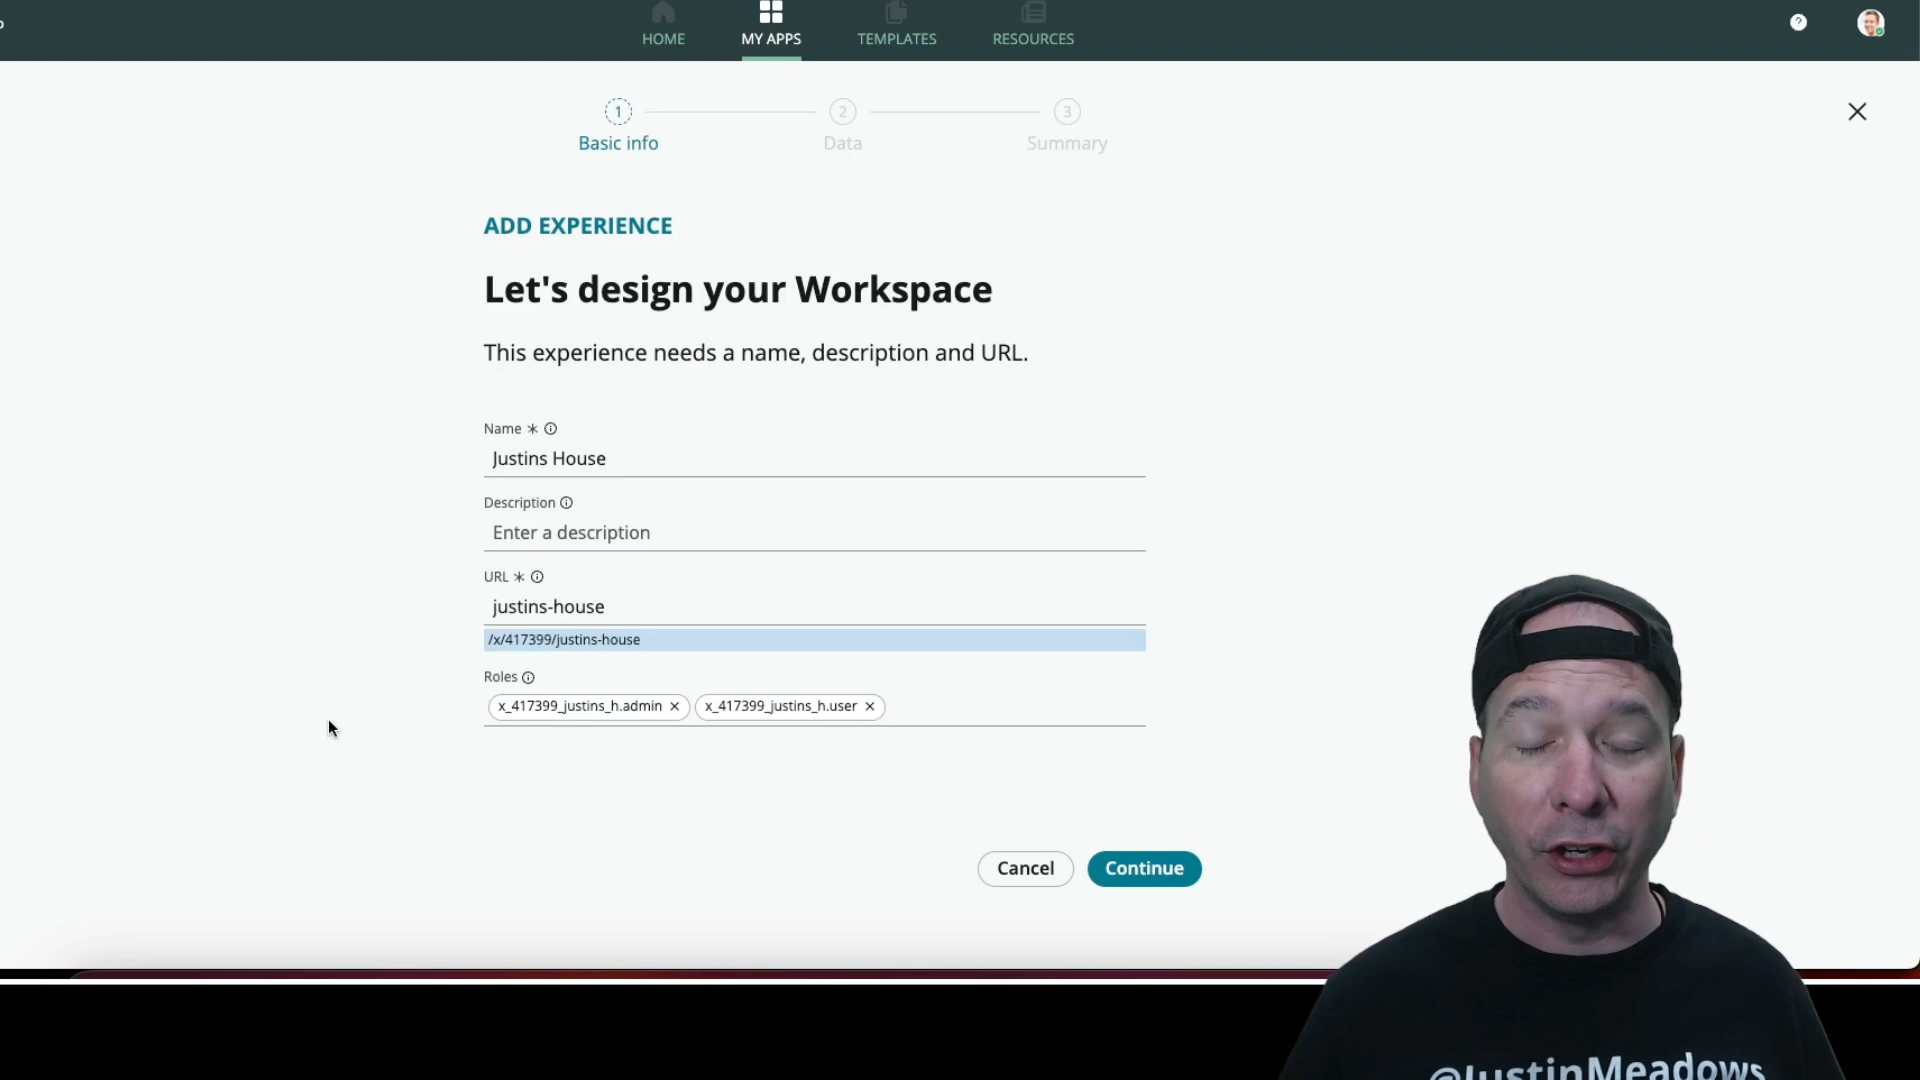 HOME
MY APPS
TEMPLATES
RESOURCES
?
1
2
3
Basic info
Data
Summary
ADD EXPERIENCE
Let's design your Workspace
This experience needs a name, description and URL.
Name *
Justins House
Description
Enter a description
URL *
justins-house
/x/417399/justins-house
Roles
x_417399_justins_h.admin
x_417399_justins_h.user
Cancel
Continue
@JustinMeadows